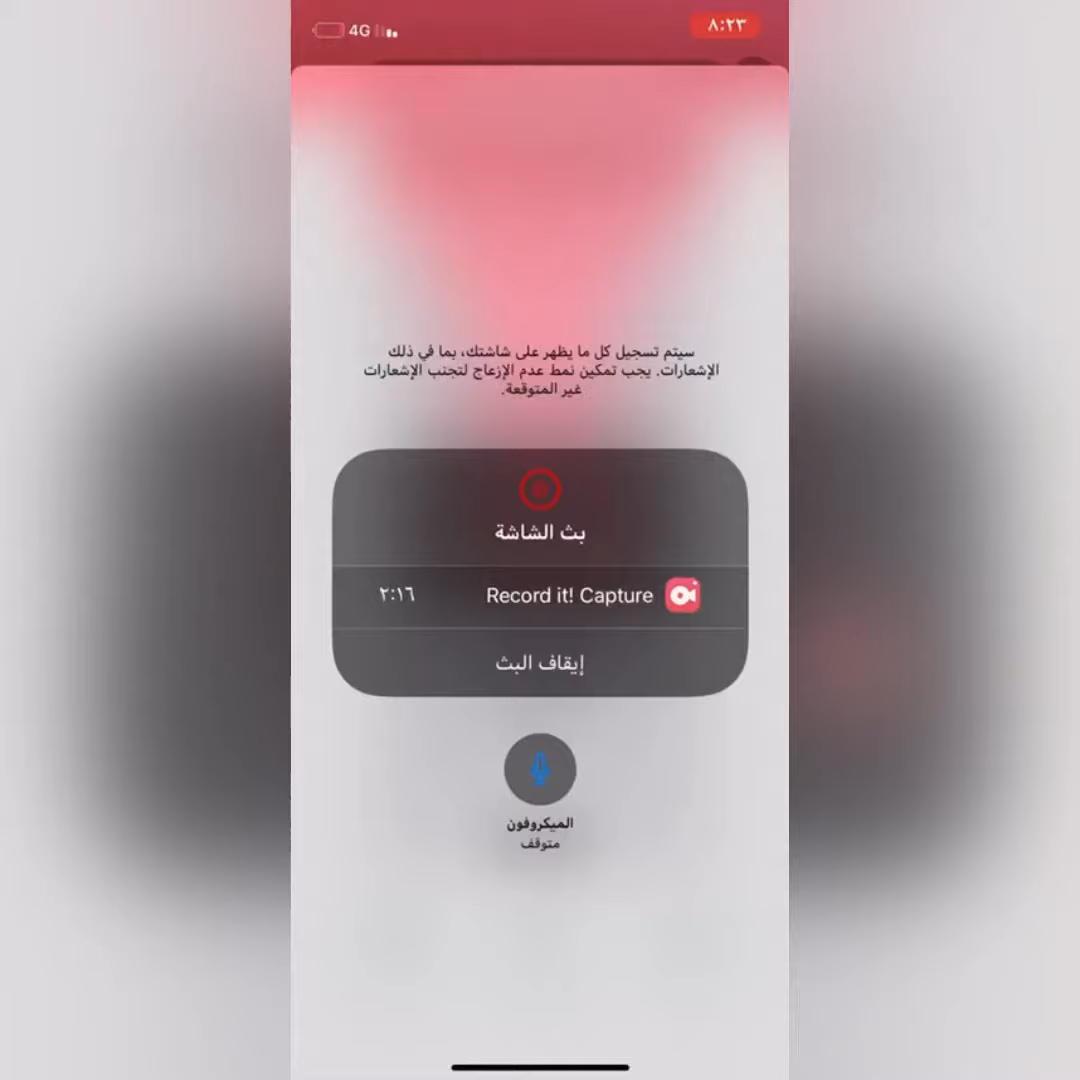 4G
٨:٢٣
سيتم تسجيل كل ما يظهر على شاشتك، بما في ذلك
الإشعارات. يجب تمكين نمط عدم الإزعاج لتجنب الإشعارات
غير المتوقعة.
بث الشاشة
Record it! Capture ٢:١٦
إيقاف البث
الميكروفون
متوقف